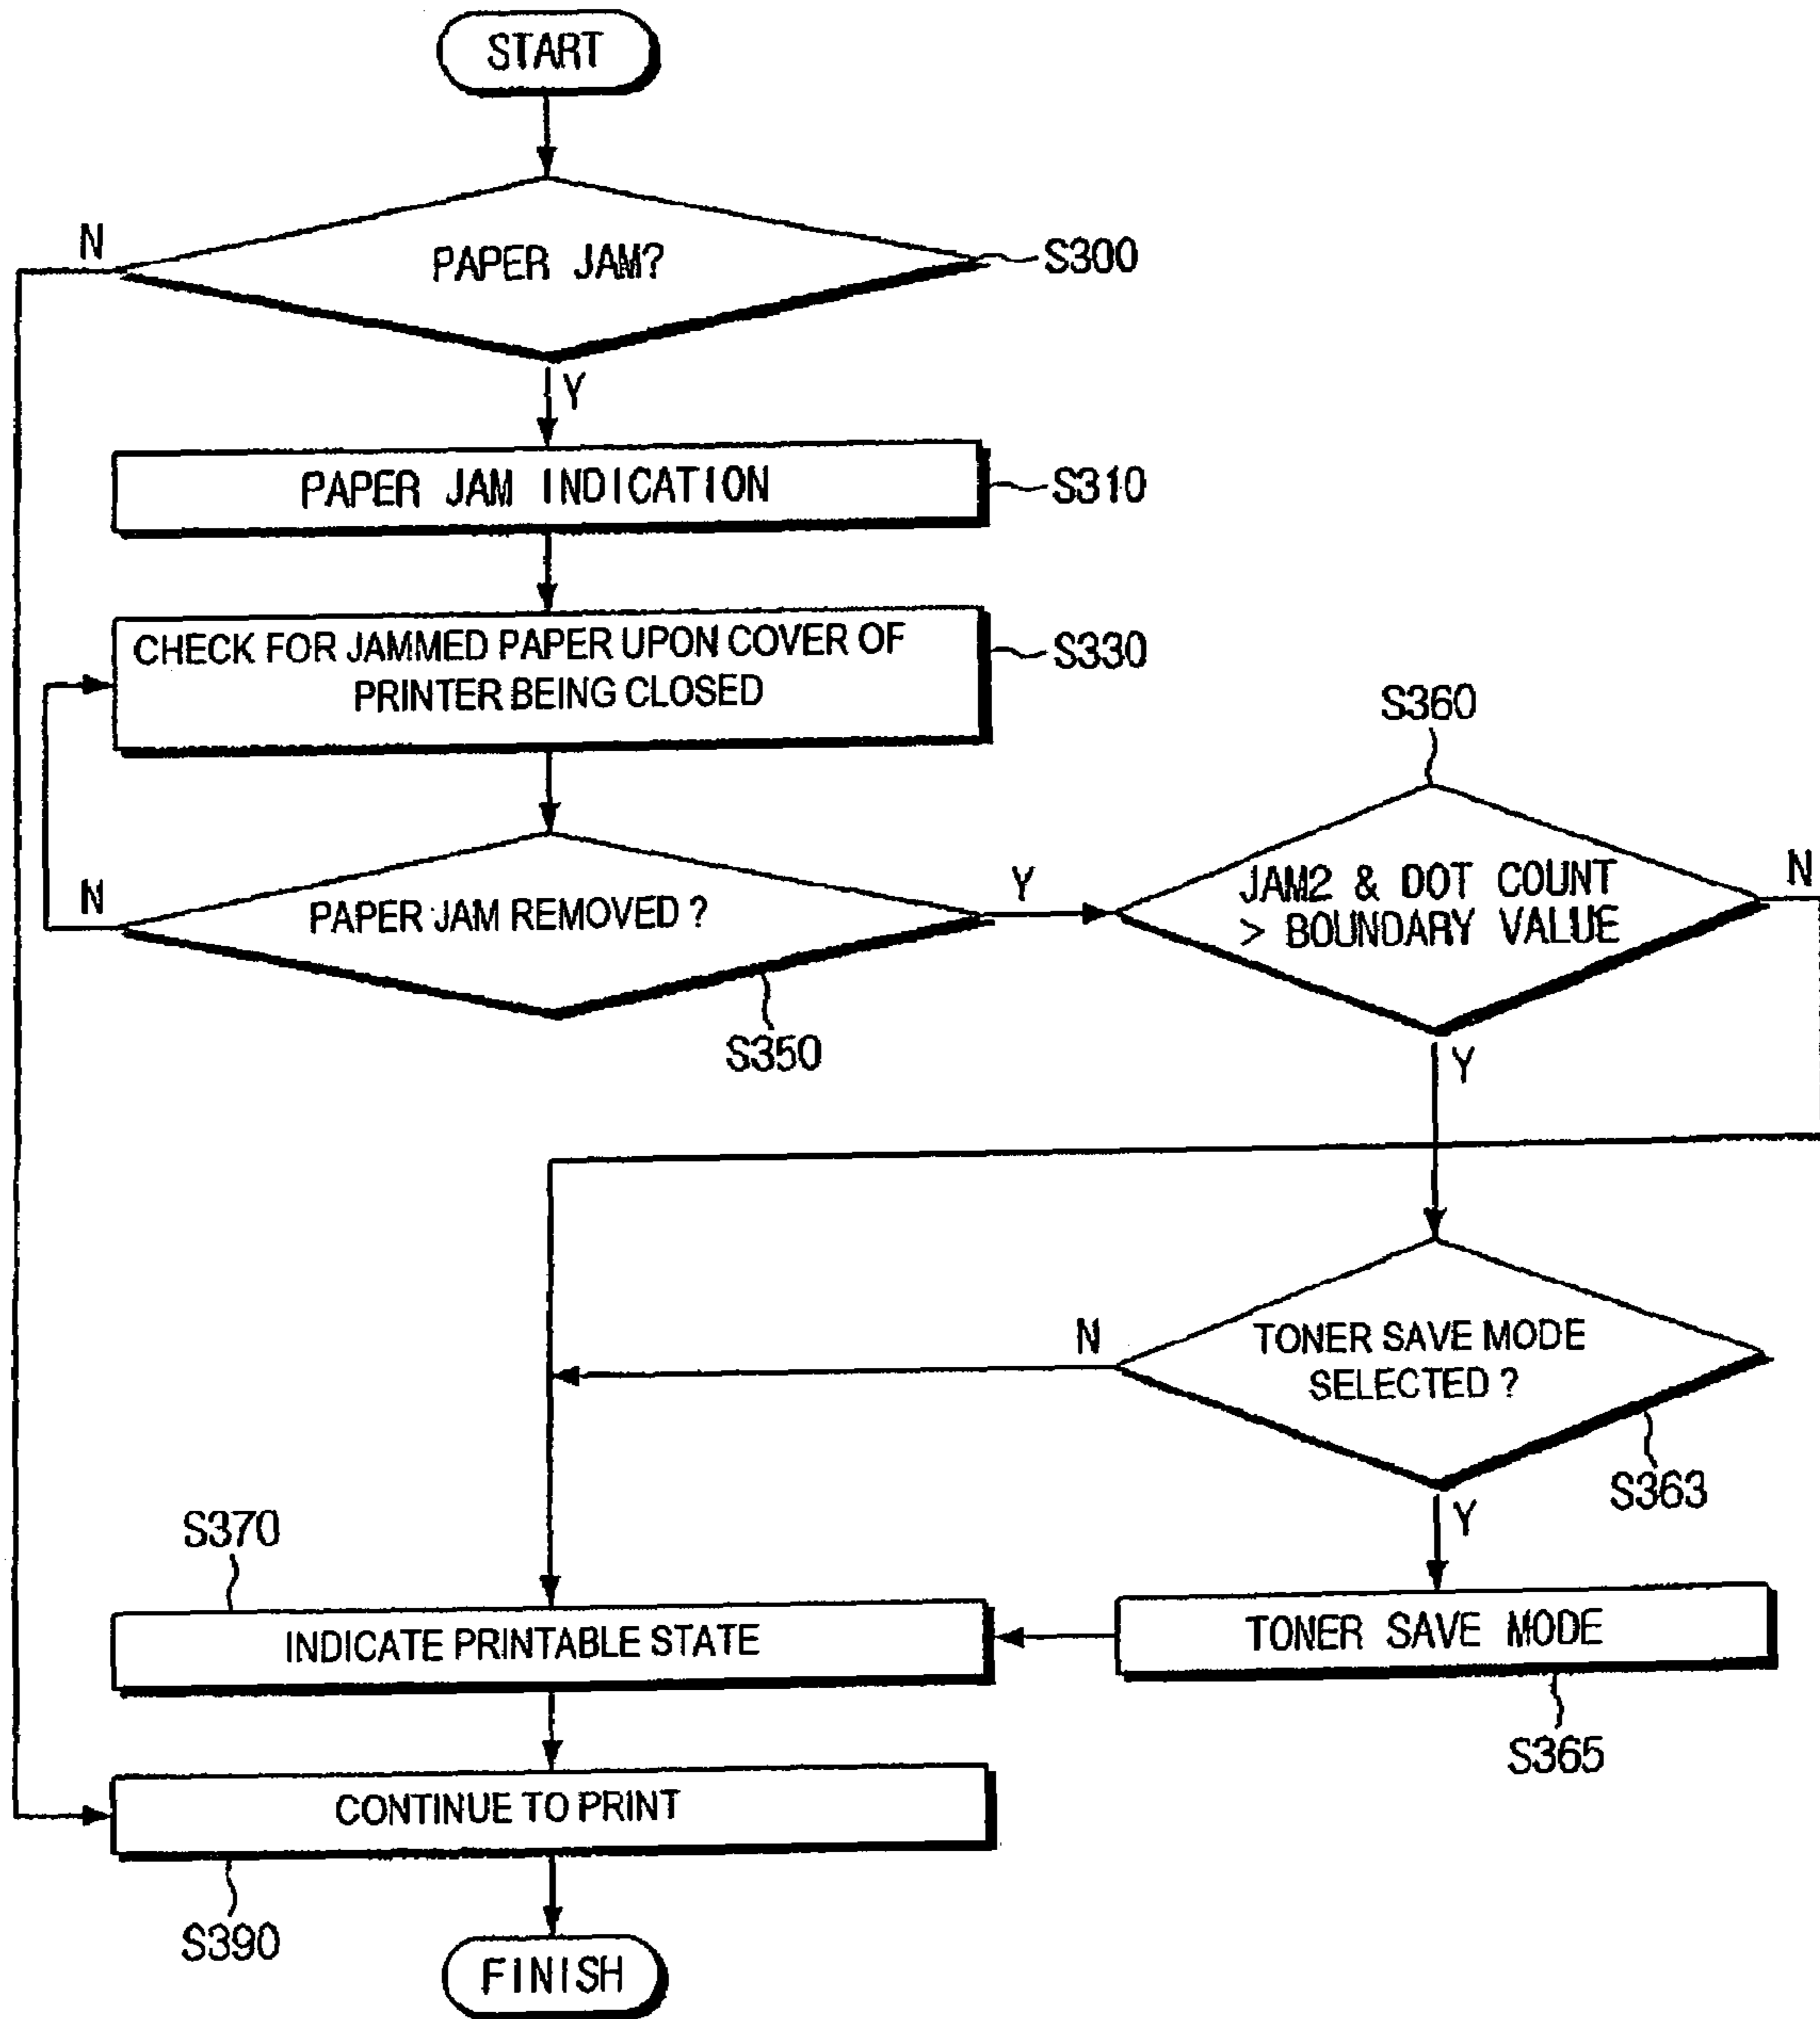 START
N
PAPER JAM?
S300
Y
PAPER JAM INDICATION
S310
CHECK FOR JAMMED PAPER UPON COVER OF
PRINTER BEING CLOSED
S330
S360
N
PAPER JAM REMOVED ?
Y
JAM2 & DOT COUNT
> BOUNDARY VALUE
N
S350
Y
N
TONER SAVE MODE
SELECTED ?
S363
Y
S370
INDICATE PRINTABLE STATE
TONER SAVE MODE
S365
CONTINUE TO PRINT
S390
FINISH